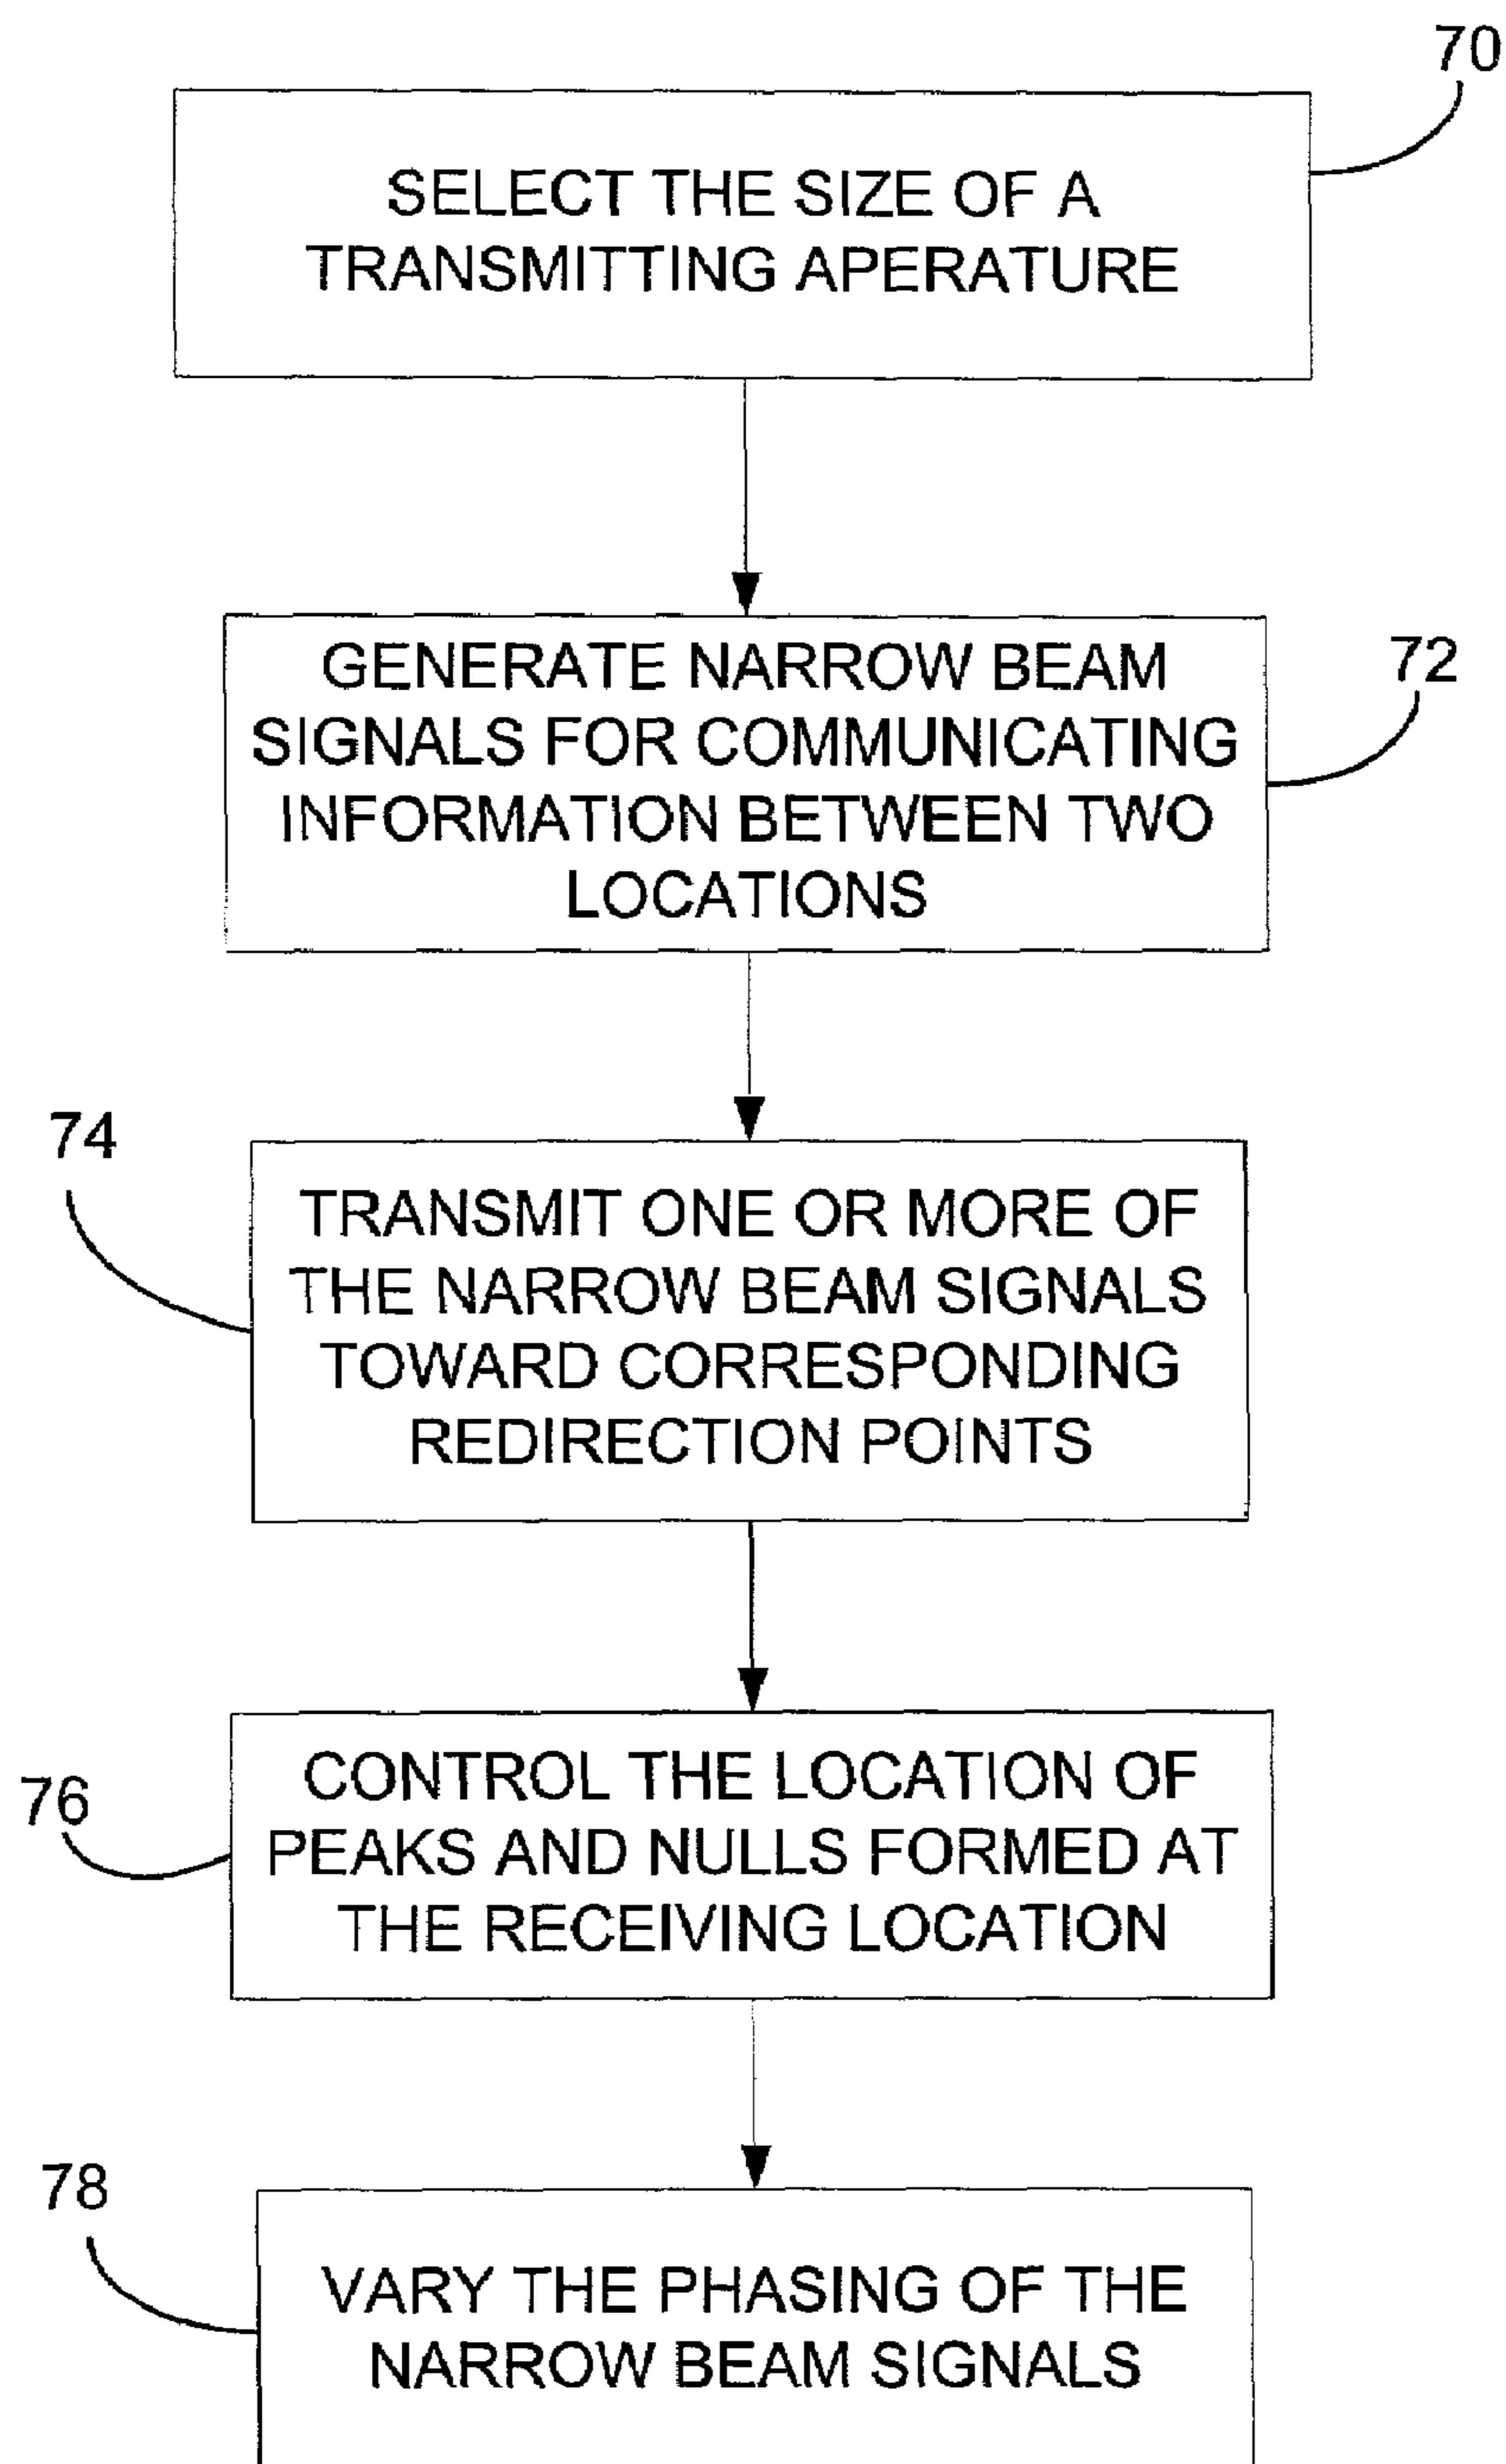 70
SELECT THE SIZE OF A
TRANSMITTING APERATURE
GENERATE NARROW BEAM
SIGNALS FOR COMMUNICATING
INFORMATION BETWEEN TWO
LOCATIONS
72
74
TRANSMIT ONE OR MORE OF
THE NARROW BEAM SIGNALS
TOWARD CORRESPONDING
REDIRECTION POINTS
76
CONTROL THE LOCATION OF
PEAKS AND NULLS FORMED AT
THE RECEIVING LOCATION
78
VARY THE PHASING OF THE
NARROW BEAM SIGNALS